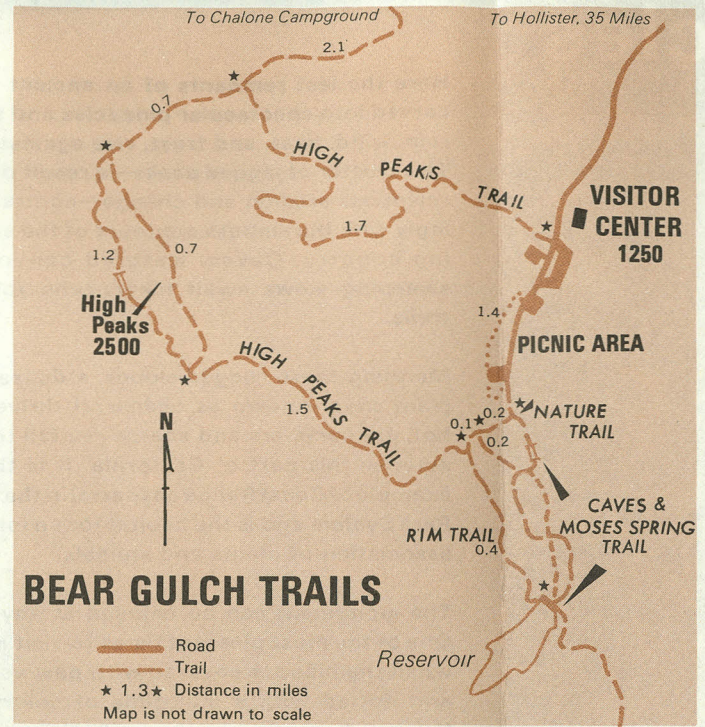 To Chalone Campground
To Hollister, 35 Miles
2.1
0.7
HIGH PEAKS TRAIL
1.7
VISITOR
CENTER
1250
1.2
0.7
High
Peaks
2500
1.4
PICNIC AREA
HIGH PEAKS TRAIL
1.5
0.1
0.2
0.2
NATURE
TRAIL
N
CAVES &
MOSES SPRING
TRAIL
RIM TRAIL
0.4
BEAR GULCH TRAILS
Road
Trail
★ 1.3★ Distance in miles
Map is not drawn to scale
Reservoir